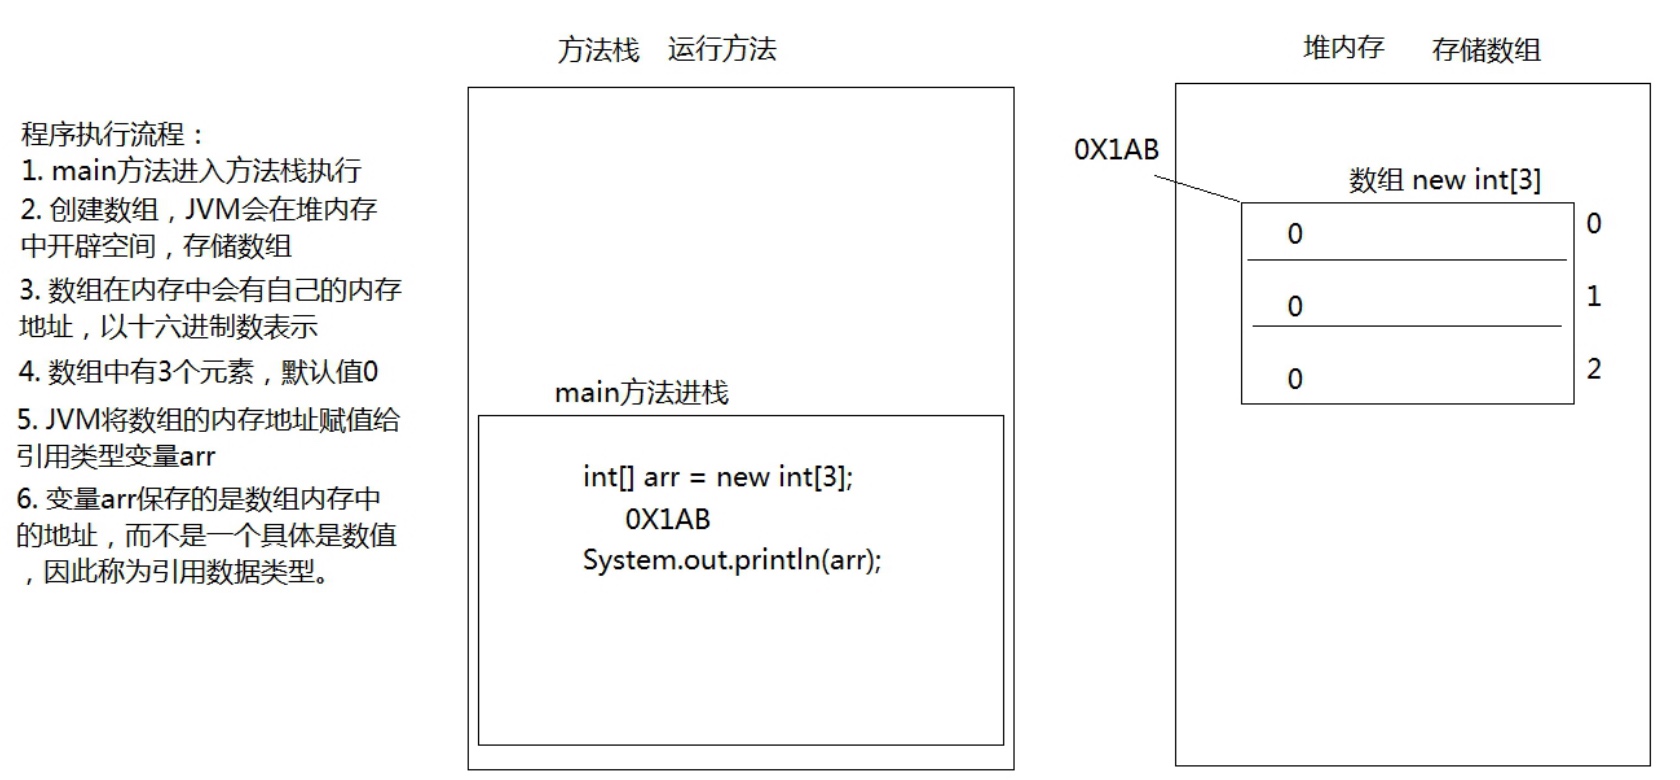 程序执行流程：
1. main方法进入方法栈执行
2. 创建数组，JVM会在堆内存
中开辟空间，存储数组
3. 数组在内存中会有自己的内存
地址，以十六进制数表示
4. 数组中有3个元素，默认值0
5. JVM将数组的内存地址赋值给
引用类型变量arr
6. 变量arr保存的是数组内存中
的地址，而不是一个具体是数值
，因此称为引用数据类型。
方法栈 运行方法
main方法进栈
int[] arr = new int[3];
0X1AB
System.out.println(arr);
堆内存 存储数组
0X1AB
数组 new int[3]
0 0
0 1
0 2